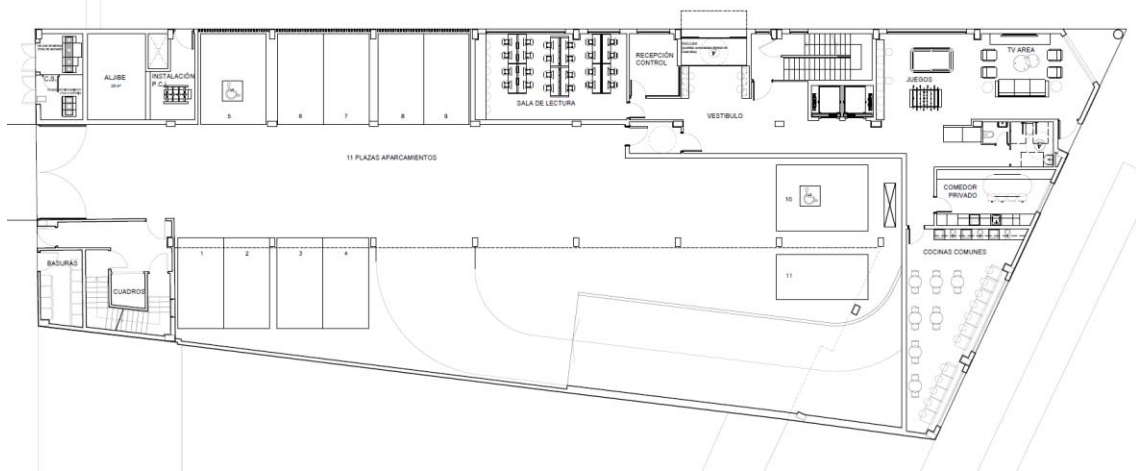 C.S.
ALJIBE
INSTALACIÓN
P.C.I.
5
6
7
8
9
SALA DE LECTURA
RECEPCIÓN
CONTROL
VESTIBULO
JUEGOS
TV AREA
11 PLAZAS APARCAMIENTOS
10
COMEDOR
PRIVADO
BASURAS
CUADROS
1
2
3
4
11
COCINAS COMUNES